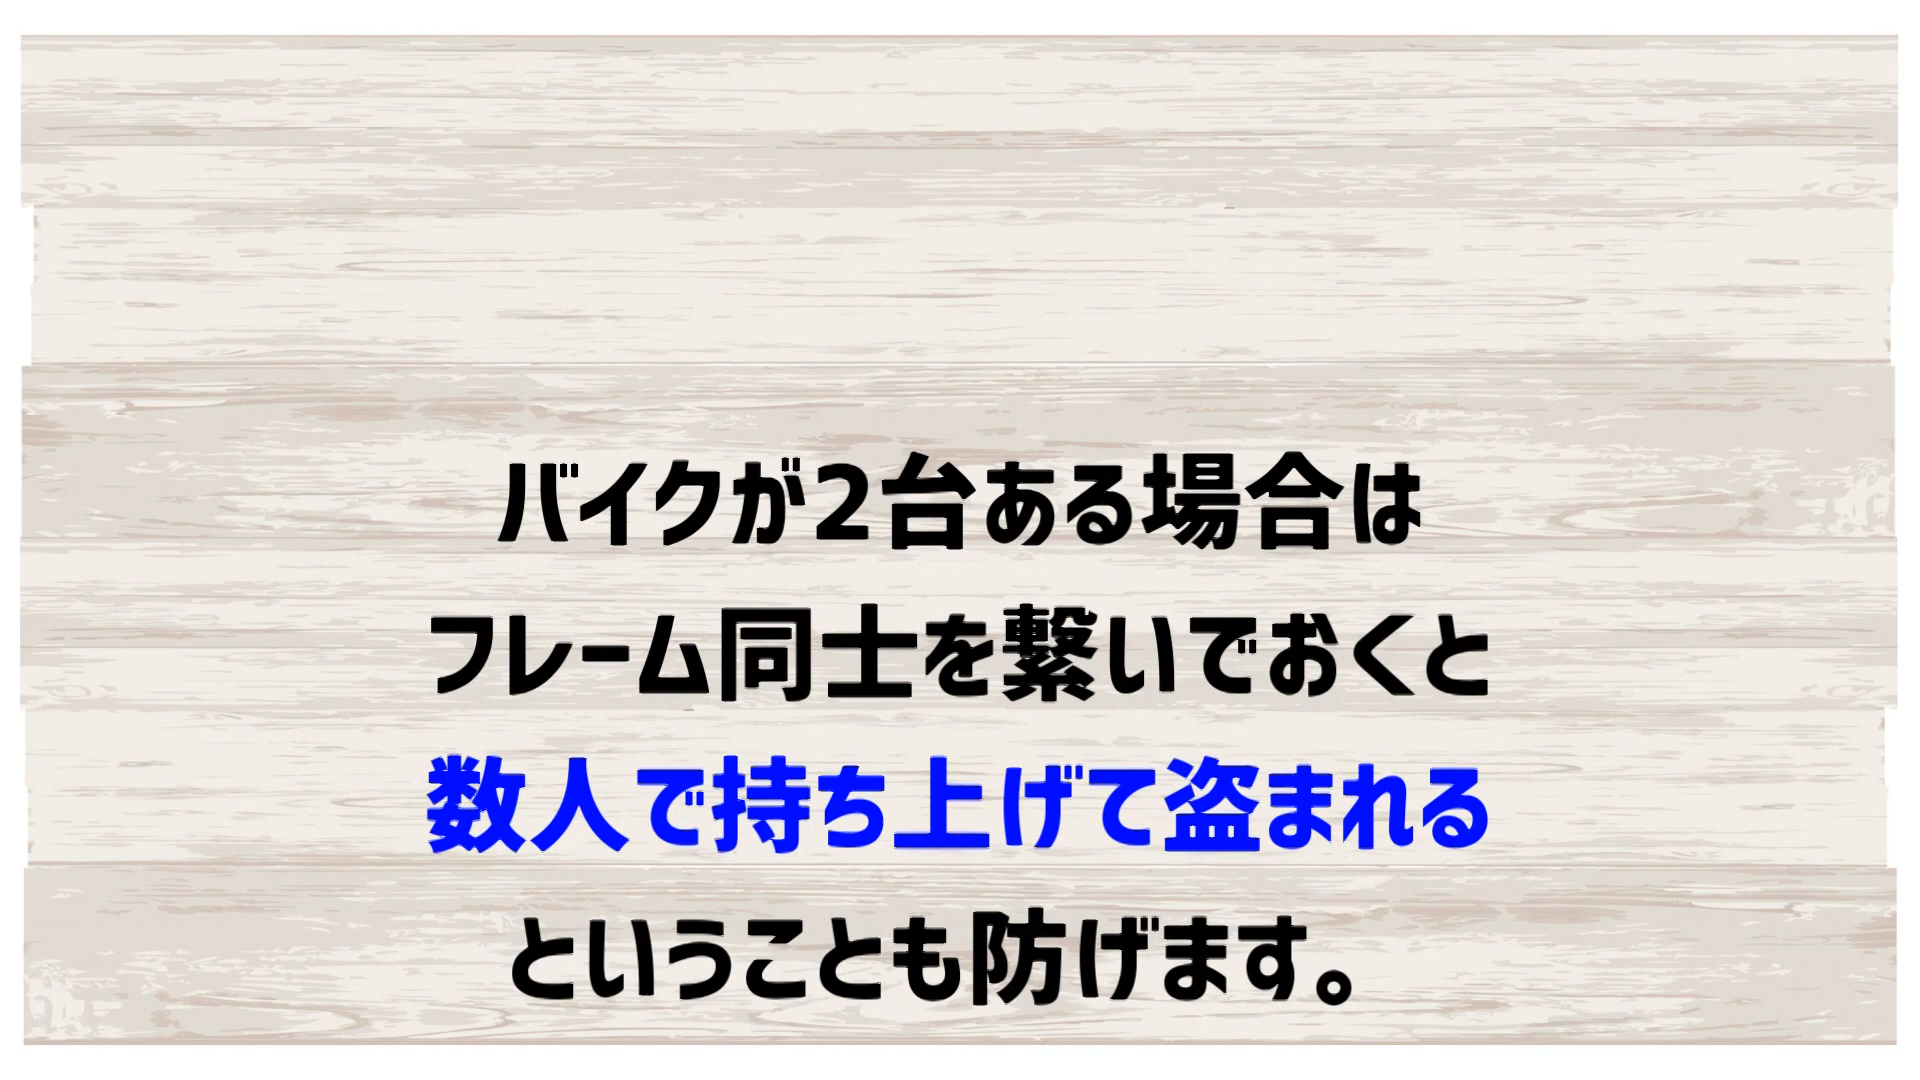 バイクが2台ある場合は
フレーム同士を繋いでおくと
数人で持ち上げて盗まれる
ということも防げます。